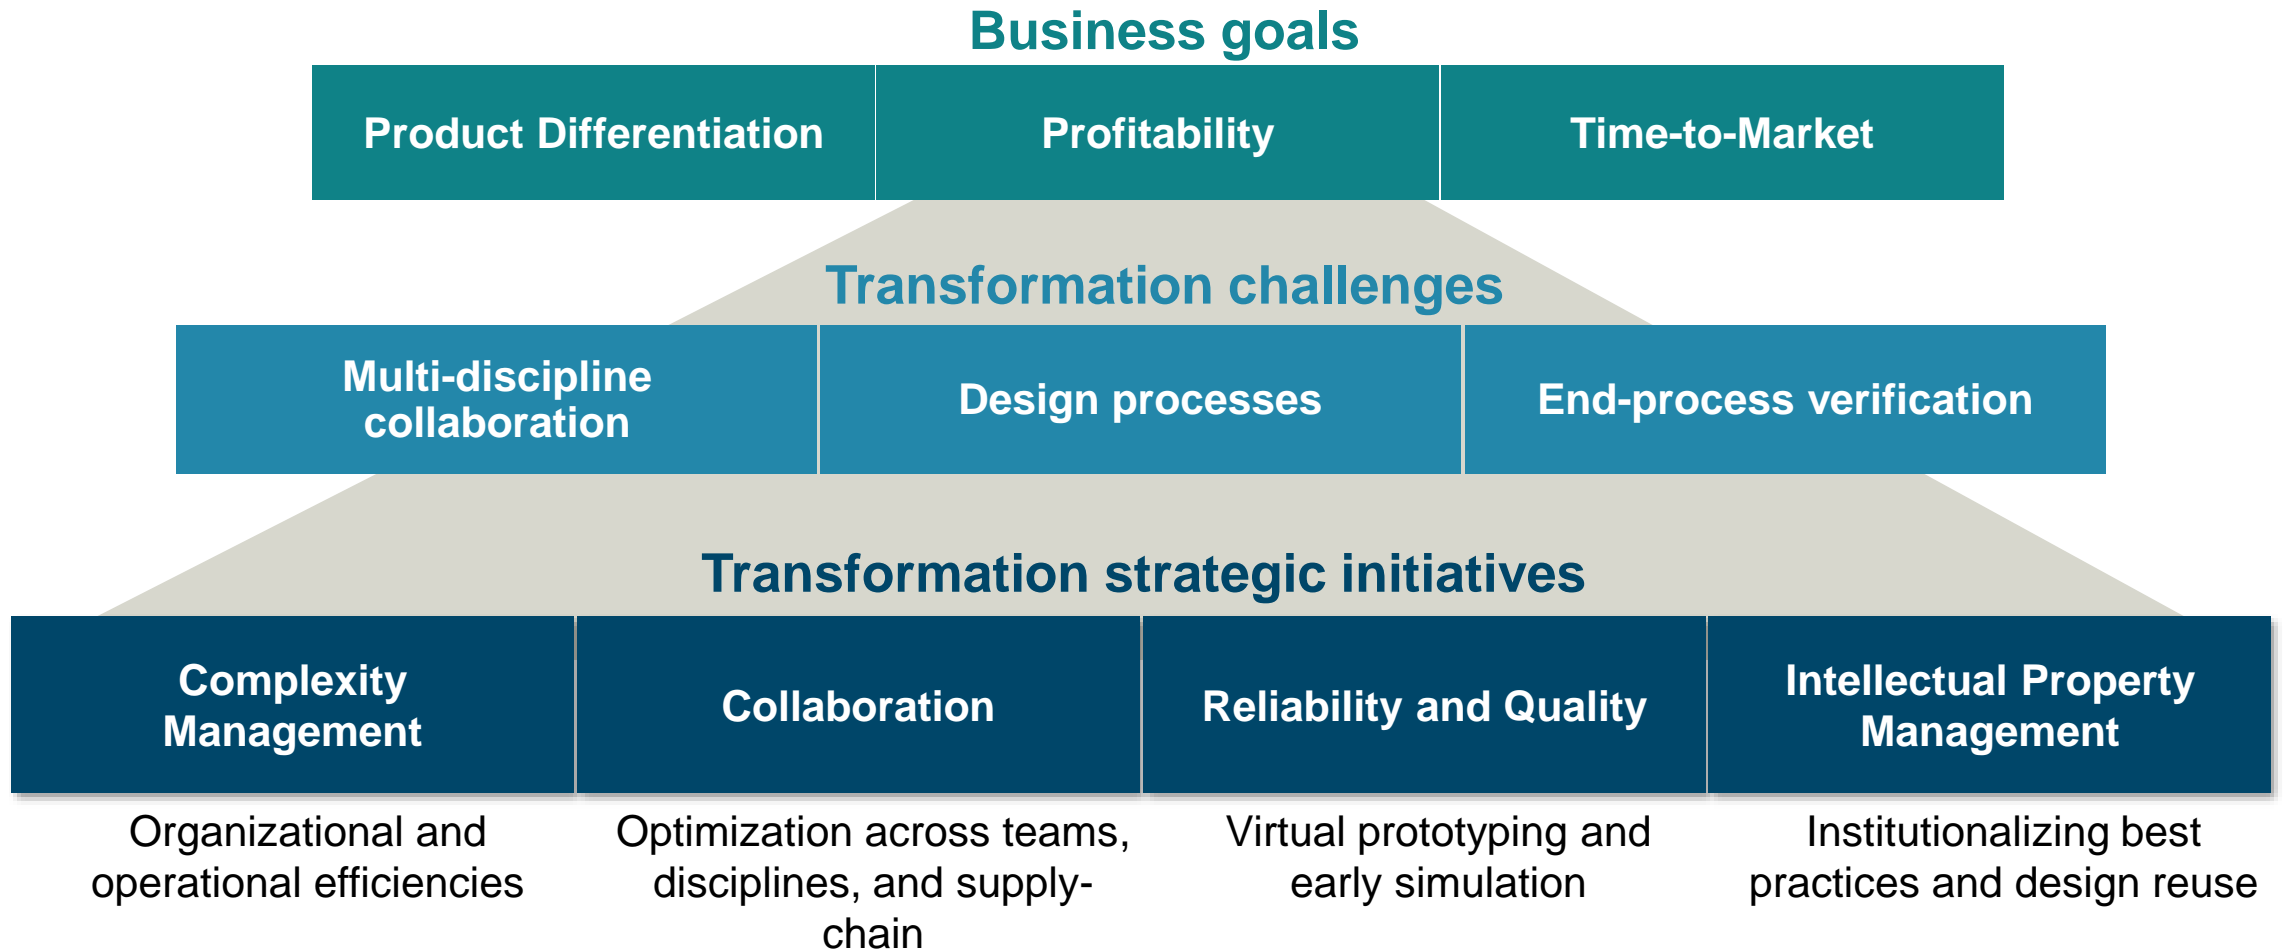 Business goals
Product Differentiation
Profitability
Time-to-Market
Transformation challenges
Multi-discipline
collaboration
Design processes
End-process verification
Transformation strategic initiatives
Complexity
Management
Collaboration
Reliability and Quality
Intellectual Property
Management
Organizational and
operational efficiencies
Optimization across teams,
disciplines, and supply-
chain
Virtual prototyping and
early simulation
Institutionalizing best
practices and design reuse